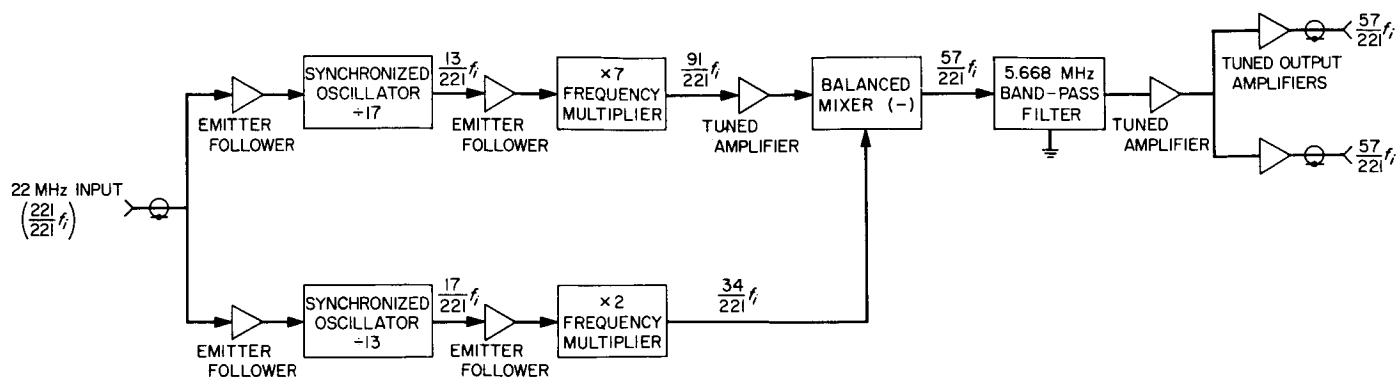 22 MHz INPUT
(221/221 fi)
EMITTER
FOLLOWER
SYNCHRONIZED
OSCILLATOR
÷17
13/221 fi
EMITTER
FOLLOWER
×7
FREQUENCY
MULTIPLIER
91/221 fi
TUNED
AMPLIFIER
BALANCED
MIXER (−)
57/221 fi
5.668 MHz
BAND-PASS
FILTER
TUNED
AMPLIFIER
TUNED OUTPUT
AMPLIFIERS
57/221 fi
57/221 fi
EMITTER
FOLLOWER
SYNCHRONIZED
OSCILLATOR
÷13
17/221 fi
EMITTER
FOLLOWER
×2
FREQUENCY
MULTIPLIER
34/221 fi